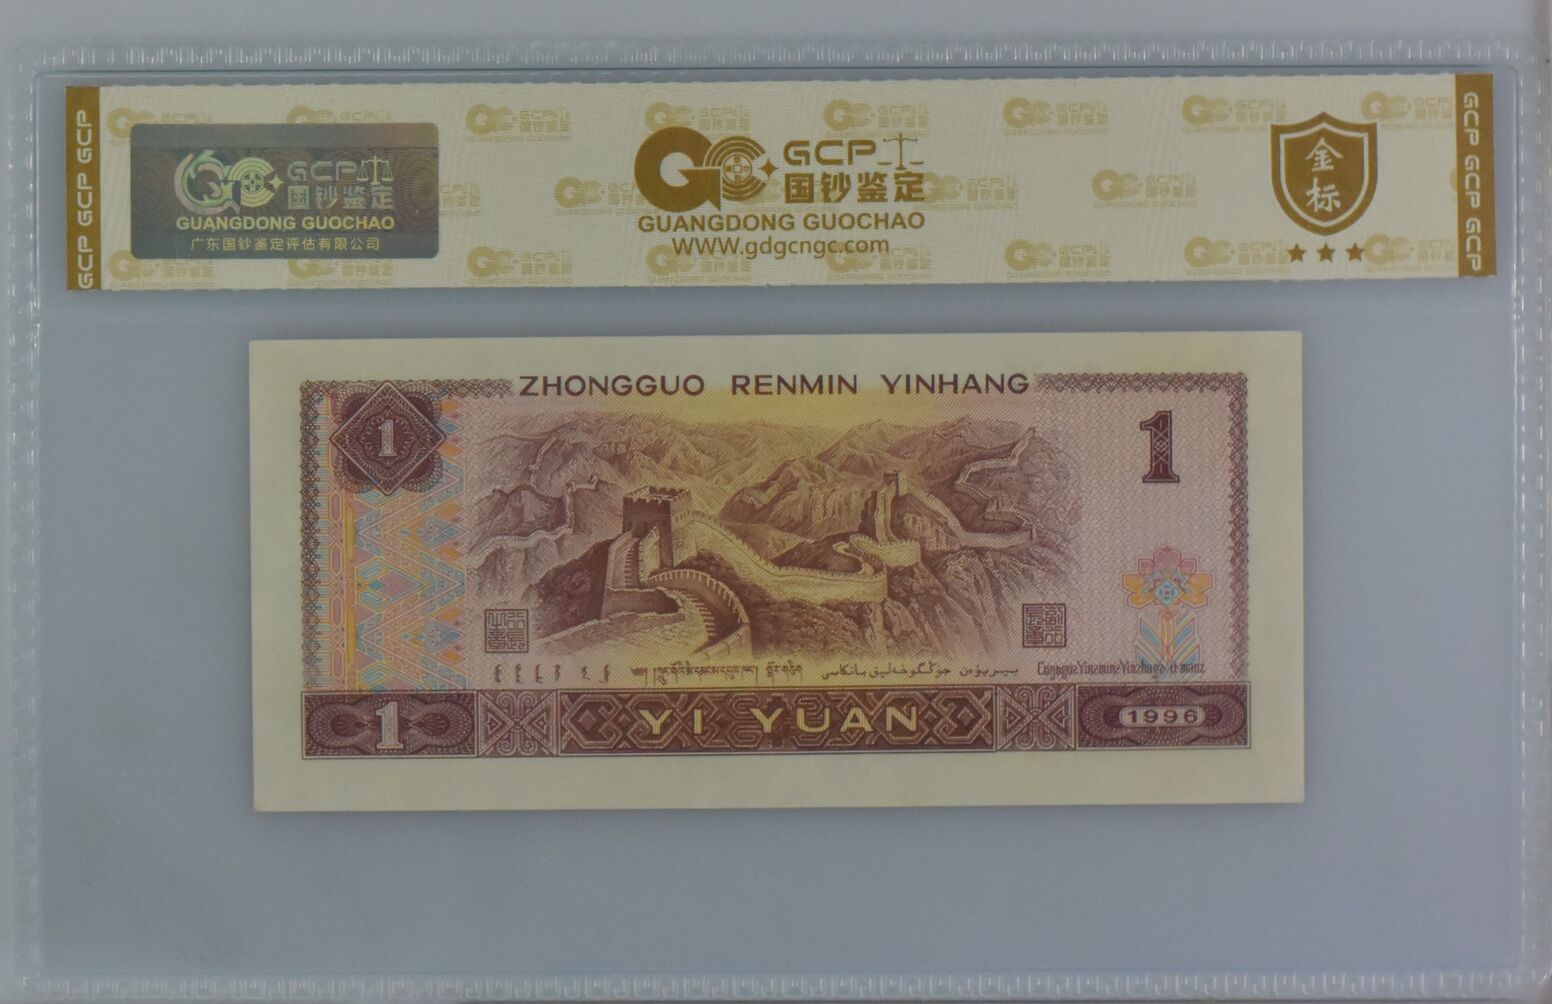 GCP GCP GCP
GCP
国钞鉴定
GUANGDONG GUOCHAO
广东国钞鉴定评估有限公司
GCP
国钞鉴定
GUANGDONG GUOCHAO
WWW.gdgcngc.com
金
标
GCP GCP GCP
ZHONGGUO RENMIN YINHANG
1
1
1
YI YUAN
1996